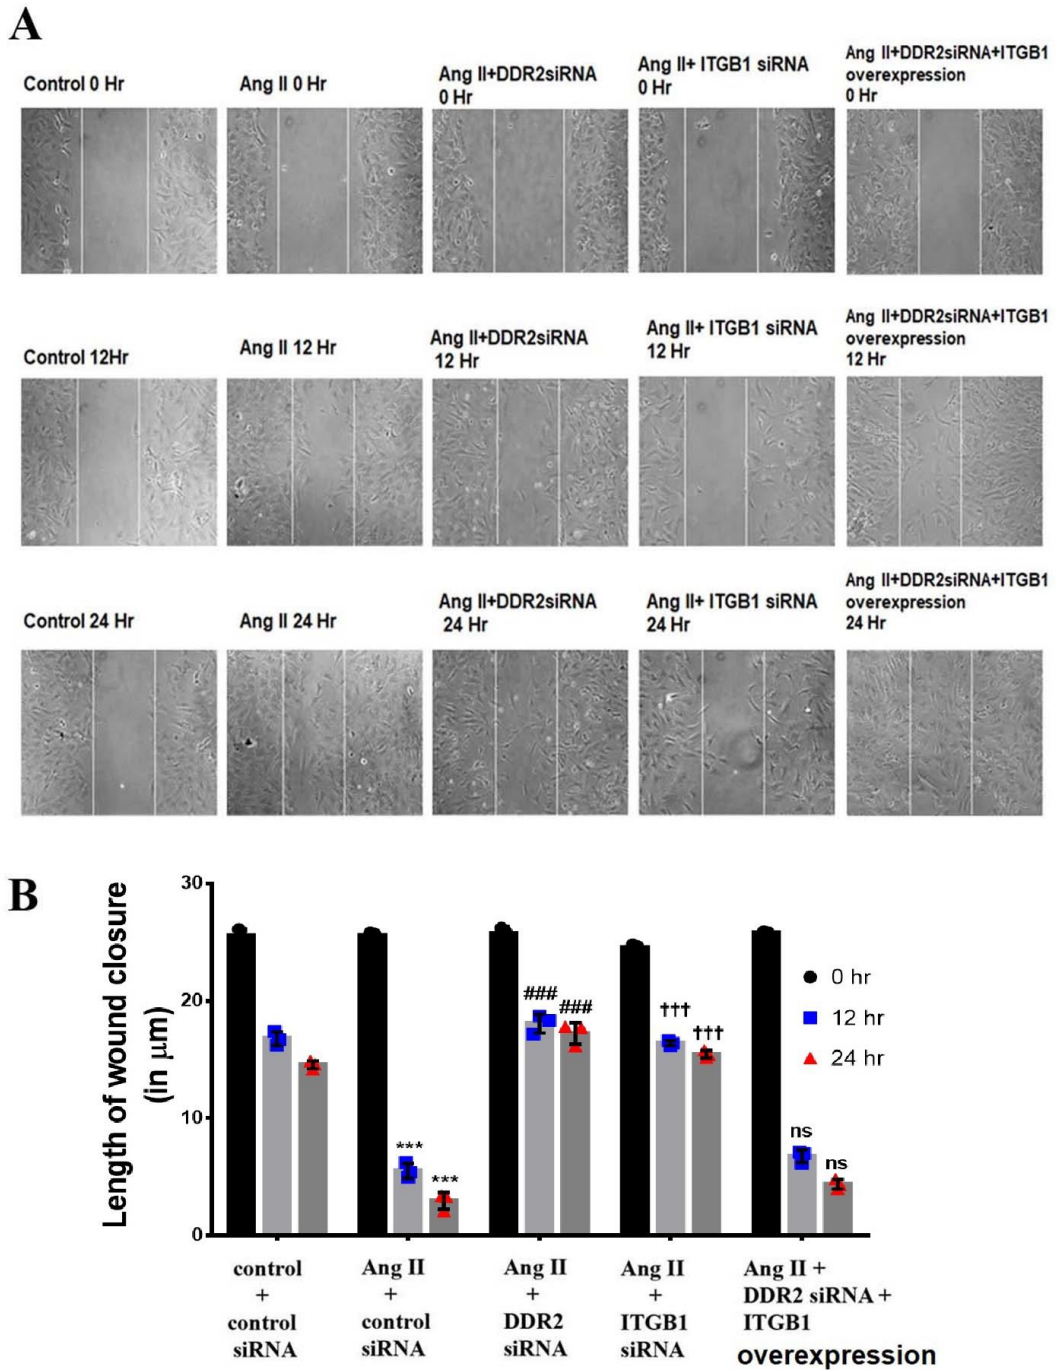 A
Control 0 Hr
Ang II 0 Hr
Ang II+DDR2siRNA
0 Hr
Ang II+ ITGB1 siRNA
0 Hr
Ang II+DDR2siRNA+ITGB1
overexpression
0 Hr
Control 12Hr
Ang II 12 Hr
Ang II+DDR2siRNA
12 Hr
Ang II+ ITGB1 siRNA
12 Hr
Ang II+DDR2siRNA+ITGB1
overexpression
12 Hr
Control 24 Hr
Ang II 24 Hr
Ang II+DDR2siRNA
24 Hr
Ang II+ ITGB1 siRNA
24 Hr
Ang II+DDR2siRNA+ITGB1
overexpression
24 Hr
B
Length of wound closure
(in μm)
30
20
10
0
***
***
###
###
†††
†††
ns
ns
0 hr
12 hr
24 hr
control
+
control
siRNA
Ang II
+
control
siRNA
Ang II
+
DDR2
siRNA
Ang II
+
ITGB1
siRNA
Ang II +
DDR2 siRNA +
ITGB1
overexpression